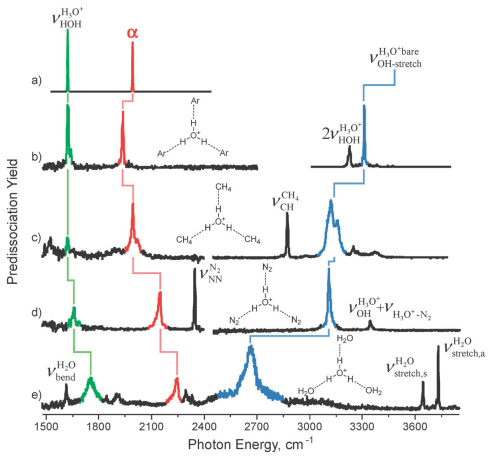 ν_HOH^H₃O⁺
α
ν_OH-stretch^H₃O⁺bare
a)
Ar
H
H O⁺ H
Ar Ar
2ν_HOH^H₃O⁺
b)
CH₄
H
H O⁺ H
CH₄ CH₄
ν_CH^CH₄
c)
ν_NN^N₂
N₂
H
H O⁺ H
N₂ N₂
ν_OH^H₃O⁺+ν_H₃O⁺-N₂
d)
ν_bend^H₂O
H₂O
H
H O⁺ H
H₂O OH₂
ν_stretch,s^H₂O
ν_stretch,a^H₂O
e)
1500 1800 2100 2400 2700 3000 3300 3600
Photon Energy, cm⁻¹
Predissociation Yield